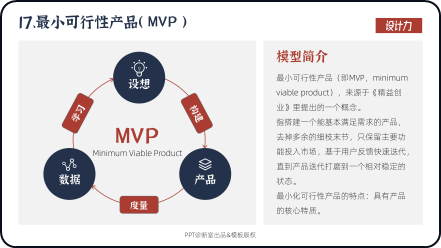 17.最小可行性产品( MVP )
设计力
设想
学习
构建
MVP
Minimum Viable Product
数据
产品
度量
模型简介
最小可行性产品（即MVP，minimum
viable product），来源于《精益创
业》里提出的一个概念。
指搭建一个能基本满足需求的产品，
去掉多余的细枝末节，只保留主要功
能投入市场，基于用户反馈快速迭代，
直到产品迭代打磨到一个相对稳定的
状态。
最小化可行产品的特点：具有产品
的核心特质。
PPT诊断室出品&模板版权